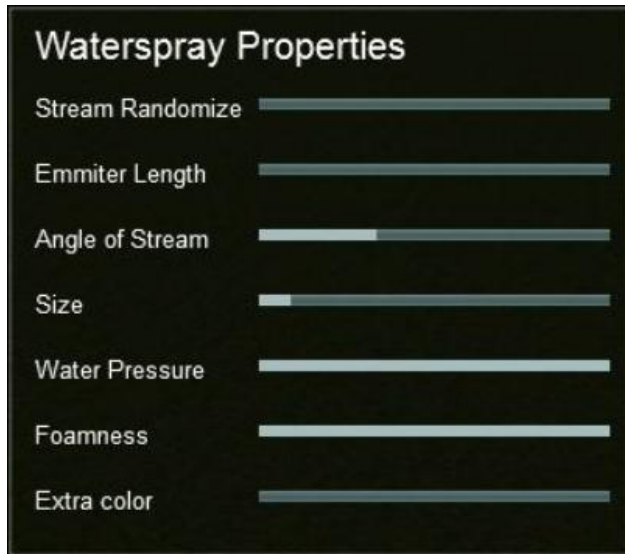 Waterspray Properties
Stream Randomize
Emmiter Length
Angle of Stream
Size
Water Pressure
Foamness
Extra color